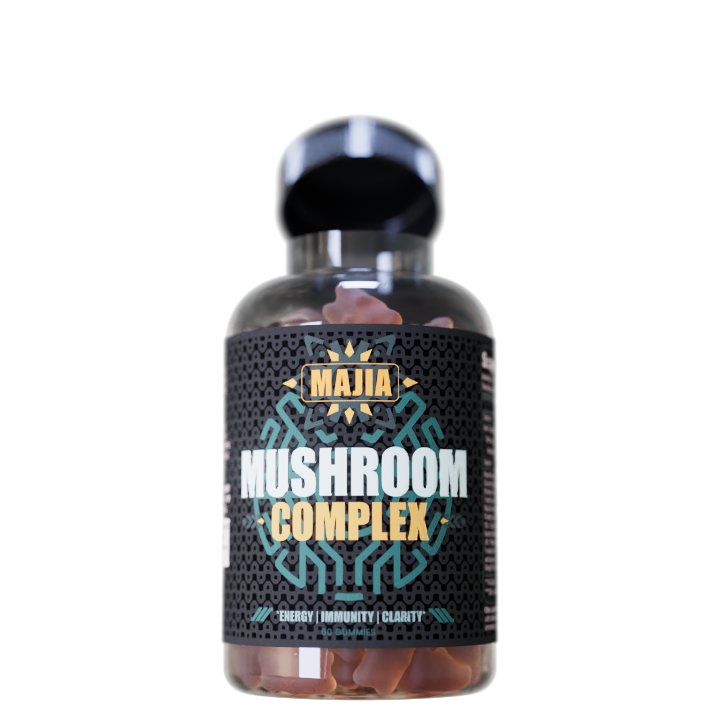 MAJIA
MUSHROOM
COMPLEX
*ENERGY | IMMUNITY | CLARITY*
60 GUMMIES